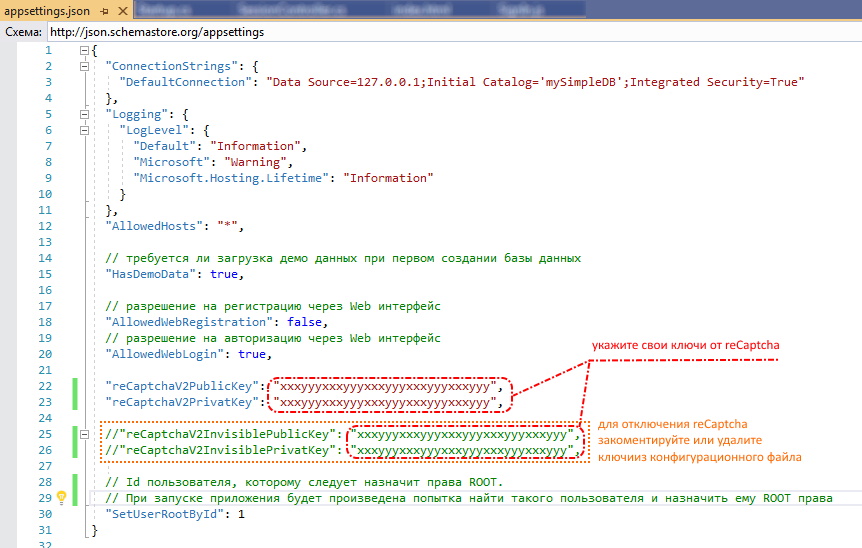 appsettings.json
Схема: http://json.schemastore.org/appsettings
1 {
2 "ConnectionStrings": {
3 "DefaultConnection": "Data Source=127.0.0.1;Initial Catalog='mySimpleDB';Integrated Security=True"
4 },
5 "Logging": {
6 "LogLevel": {
7 "Default": "Information",
8 "Microsoft": "Warning",
9 "Microsoft.Hosting.Lifetime": "Information"
10 }
11 },
12 "AllowedHosts": "*",
13
14 // требуется ли загрузка демо данных при первом создании базы данных
15 "HasDemoData": true,
16
17 // разрешение на регистрацию через Web интерфейс
18 "AllowedWebRegistration": false,
19 // разрешение на авторизацию через Web интерфейс
20 "AllowedWebLogin": true,
21
укажите свои ключи от reCaptcha
22 "reCaptchaV2PublicKey": "xxxyyyxxxyyyxxxyyyxxxyyyxxxyyy",
23 "reCaptchaV2PrivatKey": "xxxyyyxxxyyyxxxyyyxxxyyyxxxyyy",
24
25 //"reCaptchaV2InvisiblePublicKey": "xxxyyyxxxyyyxxxyyyxxxyyyxxxyyy",
26 //"reCaptchaV2InvisiblePrivatKey": "xxxyyyxxxyyyxxxyyyxxxyyyxxxyyy",
для отключения reCaptcha
закоментируйте или удалите
ключииз конфигурационного файла
27
28 // Id пользователя, которому следует назначит права ROOT.
29 // При запуске приложения будет произведена попытка найти такого пользователя и назначить ему ROOT права
30 "SetUserRootById": 1
31 }
32